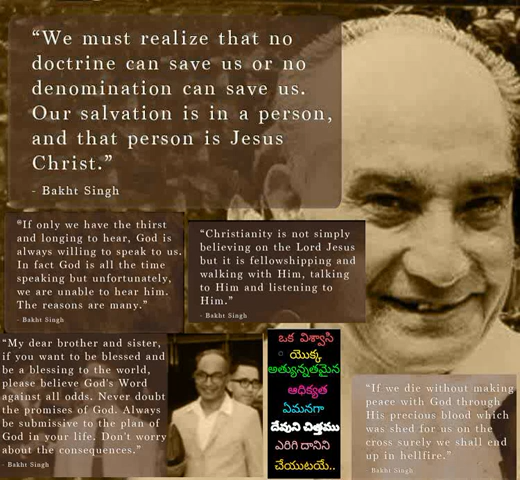 “We must realize that no
doctrine can save us or no
denomination can save us.
Our salvation is in a person,
and that person is Jesus
Christ.”
- Bakht Singh
“If only we have the thirst
and longing to hear, God is
always willing to speak to us.
In fact God is all the time
speaking but unfortunately,
we are unable to hear him.
The reasons are many.”
- Bakht Singh
“Christianity is not simply
believing on the Lord Jesus
but it is fellowshipping and
walking with Him, talking
to Him and listening to
Him.”
- Bakht Singh
“My dear brother and sister,
if you want to be blessed and
be a blessing to the world,
please believe God's Word
against all odds. Never doubt
the promises of God. Always
be submissive to the plan of
God in your life. Don't worry
about the consequences.”
- Bakht Singh
ఒక విశ్వాసి
యొక్క
అత్యున్నతమైన
ఆధిక్యత
ఏమనగా
దేవుని చిత్తము
ఎరిగి దానిని
చేయుటయే..
“If we die without making
peace with God through
His precious blood which
was shed for us on the
cross surely we shall end
up in hellfire.”
- Bakht Singh